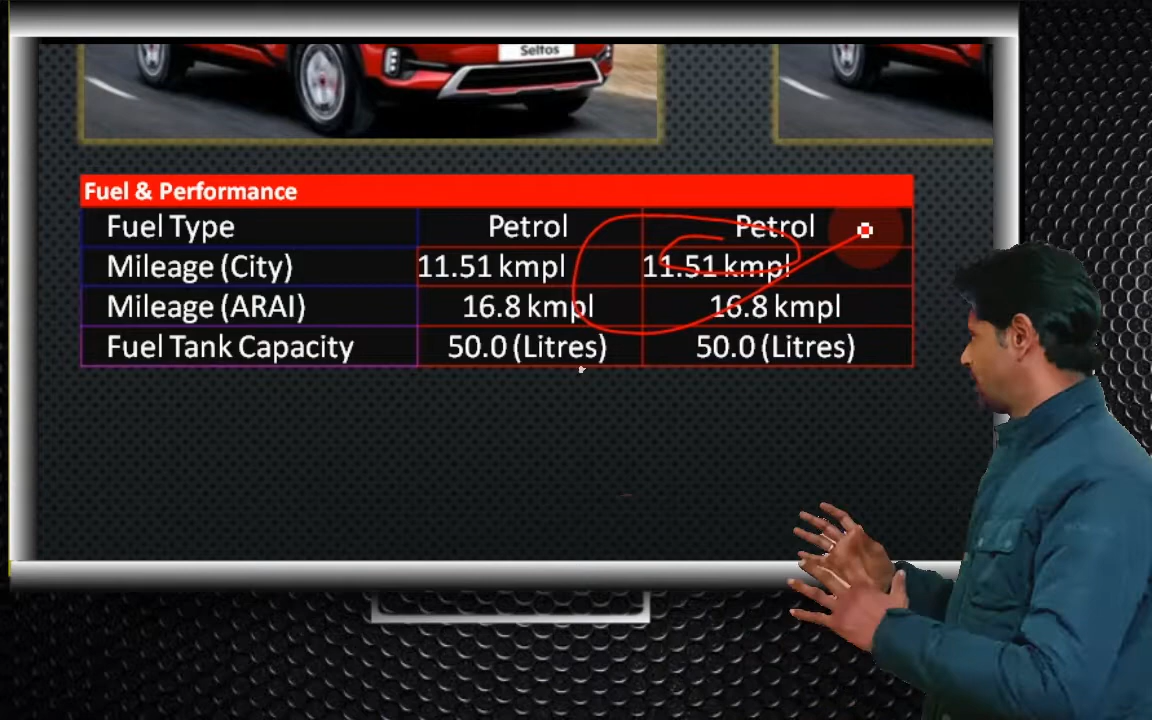 Seltos
Fuel & Performance
Fuel Type Petrol Petrol
Mileage (City) 11.51 kmpl 11.51 kmpl
Mileage (ARAI) 16.8 kmpl 16.8 kmpl
Fuel Tank Capacity 50.0 (Litres) 50.0 (Litres)